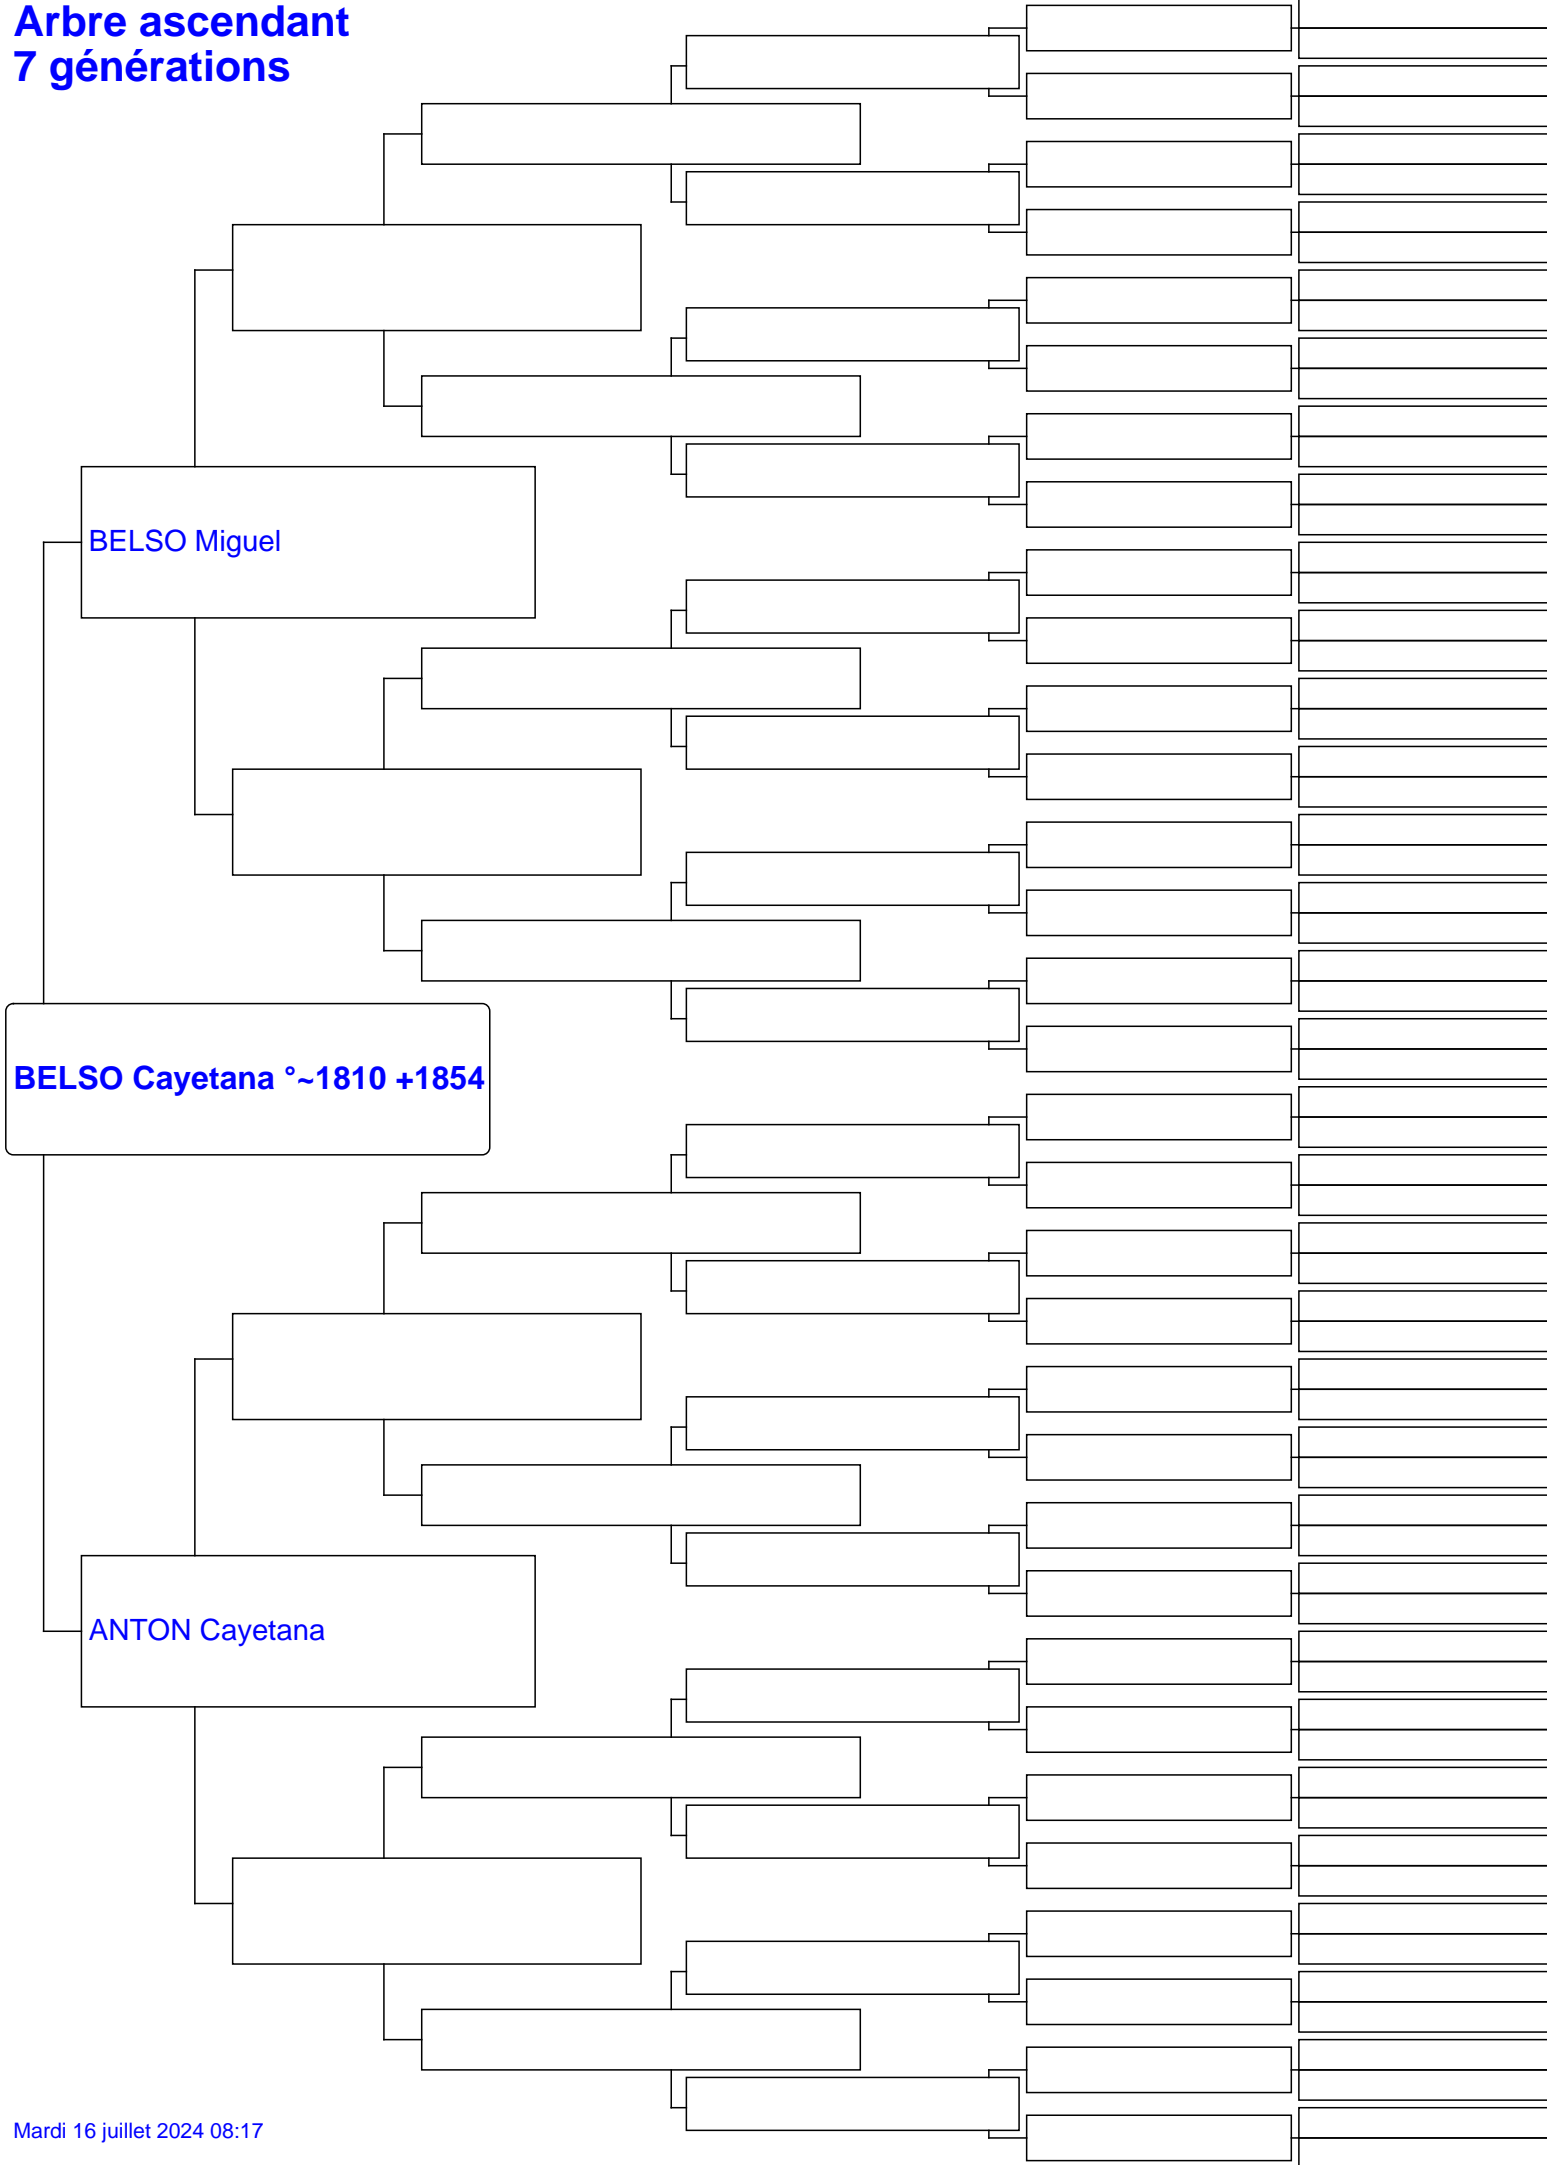 Arbre ascendant
7 générations
BELSO Miguel
BELSO Cayetana °~1810 +1854
ANTON Cayetana
Mardi 16 juillet 2024 08:17